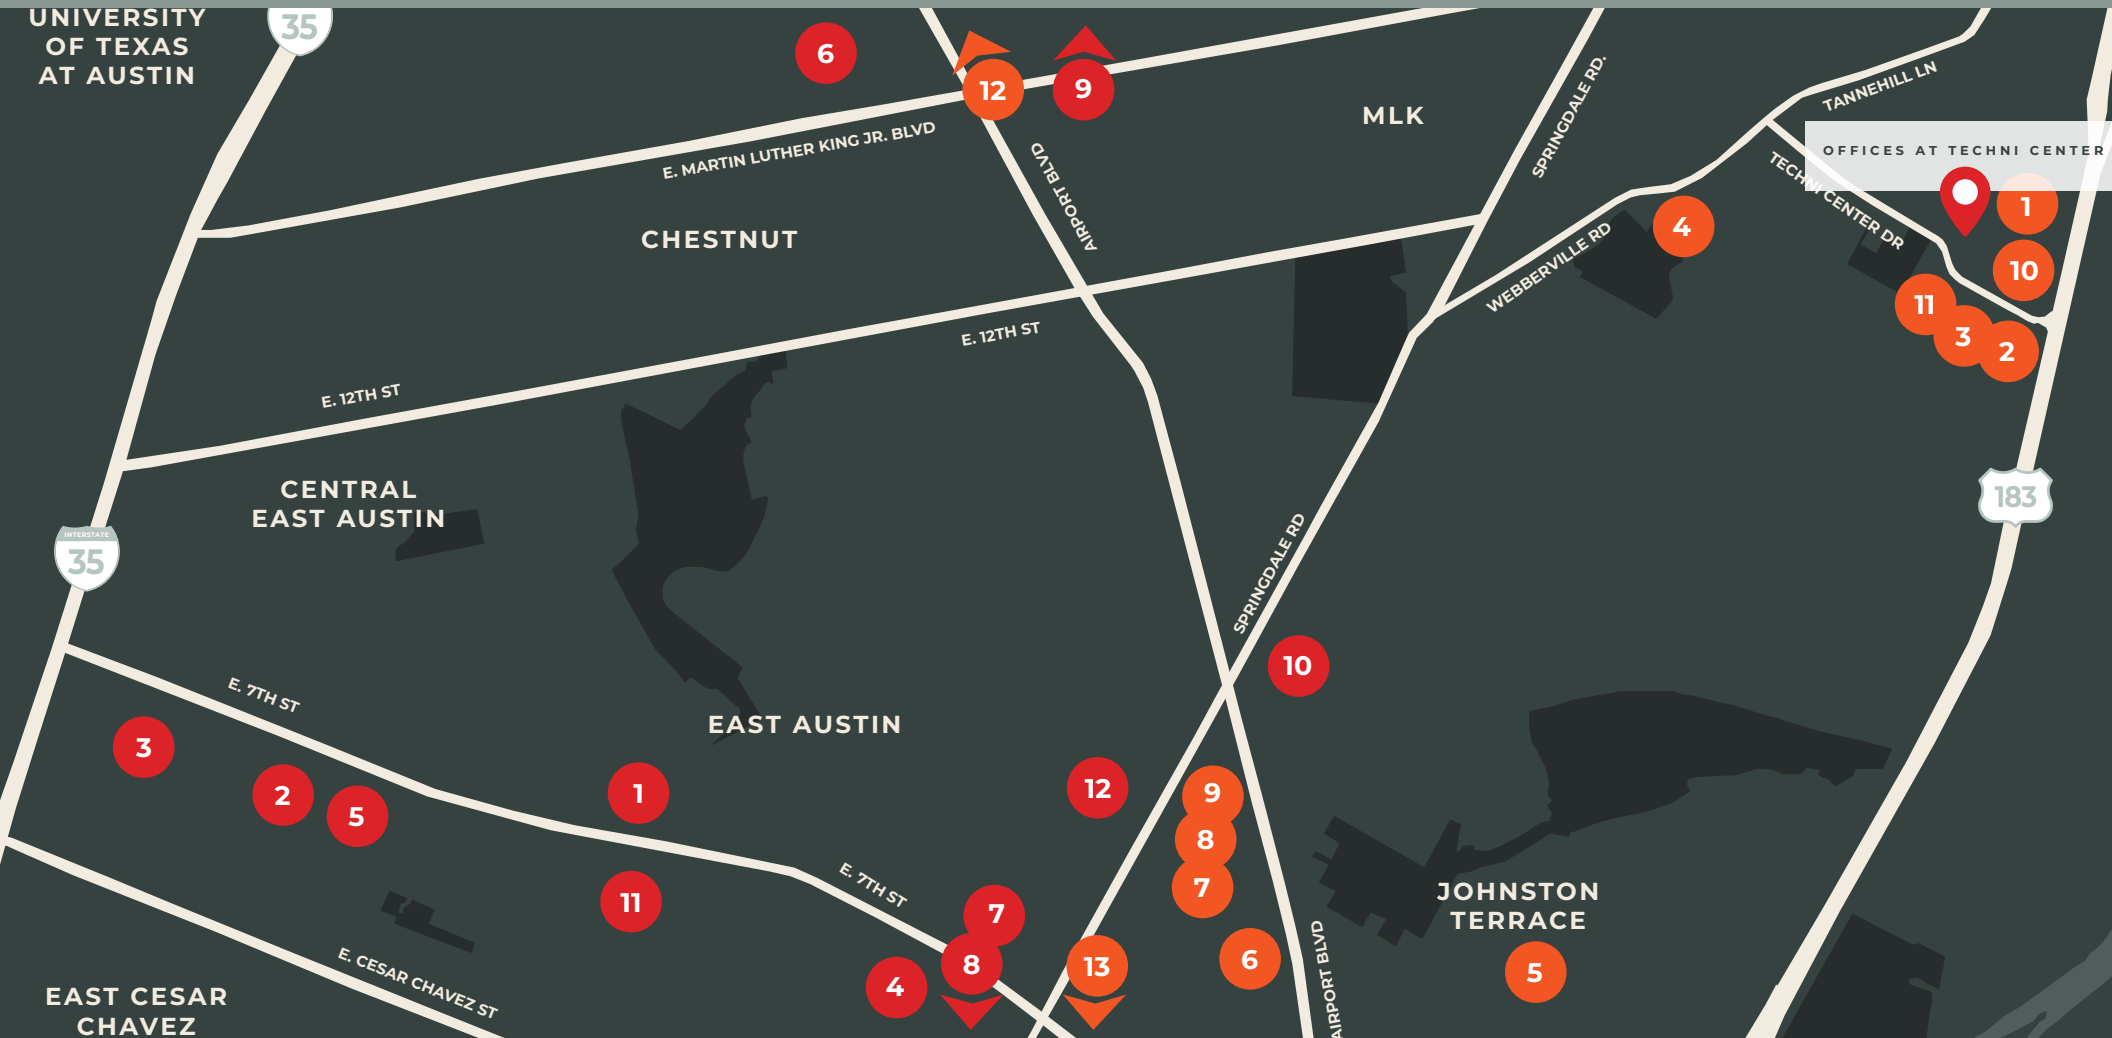 UNIVERSITY
OF TEXAS
AT AUSTIN
35
6
12
9
MLK
SPRINGDALE RD.
TANNEHILL LN
OFFICES AT TECHNI CENTER
E. MARTIN LUTHER KING JR. BLVD
AIRPORT BLVD
TECHNI CENTER DR
1
4
CHESTNUT
WEBBERVILLE RD
10
11
3
2
E. 12TH ST
E. 12TH ST
CENTRAL
EAST AUSTIN
183
INTERSTATE
35
SPRINGDALE RD
10
E. 7TH ST
EAST AUSTIN
3
2
5
1
12
9
8
7
E. 7TH ST
11
7
JOHNSTON
TERRACE
8
13
6
5
4
AIRPORT BLVD
E. CESAR CHAVEZ ST
EAST CESAR
CHAVEZ